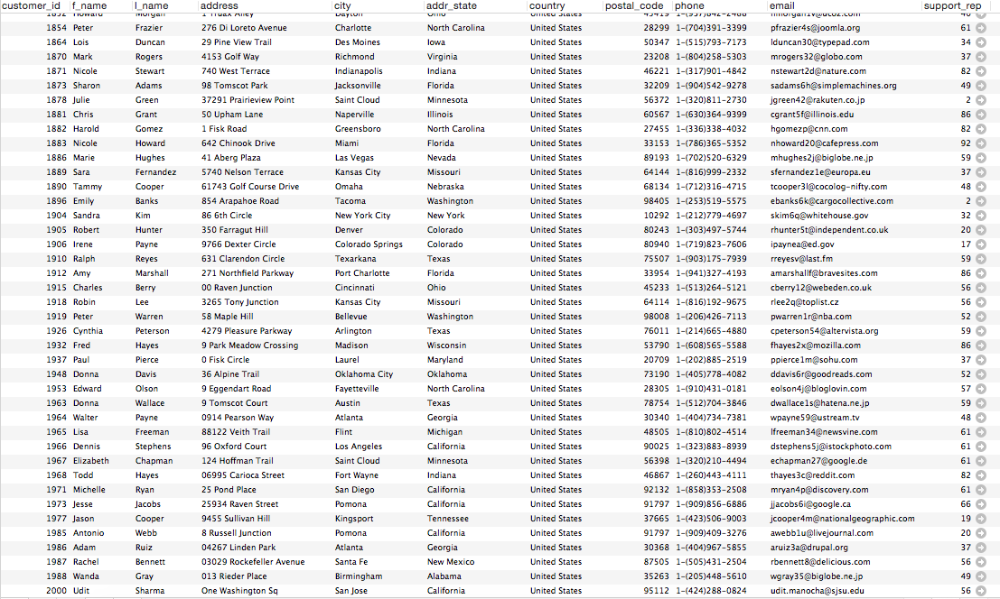 customer_id f_name l_name address city addr_state country postal_code phone email support_rep
1854 Peter Frazier 276 Di Loreto Avenue Charlotte North Carolina United States 28299 1-(704)391-3399 pfrazier4s@joomla.org 61
1864 Lois Duncan 29 Pine View Trail Des Moines Iowa United States 50347 1-(515)793-7173 lduncan30@typepad.com 34
1870 Mark Rogers 4153 Golf Way Richmond Virginia United States 23208 1-(804)258-5303 mrogers32@globo.com 37
1871 Nicole Stewart 740 West Terrace Indianapolis Indiana United States 46221 1-(317)901-4842 nstewart2d@nature.com 82
1873 Sharon Adams 98 Tomscot Park Jacksonville Florida United States 32209 1-(904)542-9278 sadams6h@simplemachines.org 49
1878 Julie Green 37291 Prairieview Point Saint Cloud Minnesota United States 56372 1-(320)811-2730 jgreen42@rakuten.co.jp 2
1881 Chris Grant 50 Upham Lane Naperville Illinois United States 60567 1-(630)364-9399 cgrant5f@illinois.edu 86
1882 Harold Gomez 1 Fisk Road Greensboro North Carolina United States 27455 1-(336)338-4032 hgomezp@cnn.com 82
1883 Nicole Howard 642 Chinook Drive Miami Florida United States 33153 1-(786)365-5352 nhoward20@cafepress.com 92
1886 Marie Hughes 41 Aberg Plaza Las Vegas Nevada United States 89193 1-(702)520-6329 mhughes2j@biglobe.ne.jp 59
1889 Sara Fernandez 5740 Nelson Terrace Kansas City Missouri United States 64144 1-(816)999-2332 sfernandez1e@europa.eu 37
1890 Tammy Cooper 61743 Golf Course Drive Omaha Nebraska United States 68134 1-(712)316-4715 tcooper3l@cocolog-nifty.com 48
1896 Emily Banks 854 Arapahoe Road Tacoma Washington United States 98405 1-(253)519-5575 ebanks6k@cargocollective.com 2
1904 Sandra Kim 86 6th Circle New York City New York United States 10292 1-(212)779-4697 skim6q@whitehouse.gov 32
1905 Robert Hunter 350 Farragut Hill Denver Colorado United States 80243 1-(303)497-5744 rhunter5t@independent.co.uk 20
1906 Irene Payne 9766 Dexter Circle Colorado Springs Colorado United States 80940 1-(719)823-7606 ipaynea@ed.gov 17
1910 Ralph Reyes 631 Clarendon Circle Texarkana Texas United States 75507 1-(903)175-7939 rreyesv@last.fm 59
1912 Amy Marshall 271 Northfield Parkway Port Charlotte Florida United States 33954 1-(941)327-4193 amarshallf@bravesites.com 86
1915 Charles Berry 00 Raven Junction Cincinnati Ohio United States 45233 1-(513)264-5121 cberry12@webeden.co.uk 56
1918 Robin Lee 3265 Tony Junction Kansas City Missouri United States 64114 1-(816)192-9675 rlee2q@toplist.cz 56
1919 Peter Warren 58 Maple Hill Bellevue Washington United States 98008 1-(206)426-7113 pwarren1r@nba.com 52
1926 Cynthia Peterson 4279 Pleasure Parkway Arlington Texas United States 76011 1-(214)665-4880 cpeterson54@altervista.org 59
1932 Fred Hayes 9 Park Meadow Crossing Madison Wisconsin United States 53790 1-(608)565-5588 fhayes2x@mozilla.com 86
1937 Paul Pierce 0 Fisk Circle Laurel Maryland United States 20709 1-(202)885-2519 ppierce1m@sohu.com 37
1948 Donna Davis 36 Alpine Trail Oklahoma City Oklahoma United States 73190 1-(405)778-4082 ddavis6r@goodreads.com 52
1953 Edward Olson 9 Eggendart Road Fayetteville North Carolina United States 28305 1-(910)431-0181 eolson4j@bloglovin.com 57
1963 Donna Wallace 9 Tomscot Court Austin Texas United States 78754 1-(512)704-3846 dwallace1s@hatena.ne.jp 59
1964 Walter Payne 0914 Pearson Way Atlanta Georgia United States 30340 1-(404)734-7381 wpayne59@ustream.tv 48
1965 Lisa Freeman 88122 Veith Trail Flint Michigan United States 48505 1-(810)802-4514 lfreeman34@newsvine.com 61
1966 Dennis Stephens 96 Oxford Court Los Angeles California United States 90025 1-(323)883-8939 dstephens5j@istockphoto.com 61
1967 Elizabeth Chapman 124 Hoffman Trail Saint Cloud Minnesota United States 56398 1-(320)210-4494 echapman27@google.de 61
1968 Todd Hayes 06995 Carioca Street Fort Wayne Indiana United States 46867 1-(260)443-4111 thayes3c@reddit.com 82
1971 Michelle Ryan 25 Pond Place San Diego California United States 92132 1-(858)353-2508 mryan4p@discovery.com 61
1973 Jesse Jacobs 25934 Raven Street Pomona California United States 91797 1-(909)856-6886 jjacobs6i@google.ca 66
1977 Jason Cooper 9455 Sullivan Hill Kingsport Tennessee United States 37665 1-(423)506-9003 jcooper4m@nationalgeographic.com 19
1985 Antonio Webb 8 Russell Junction Pomona California United States 91797 1-(909)409-3276 awebb1u@livejournal.com 20
1986 Adam Ruiz 04267 Linden Park Atlanta Georgia United States 30368 1-(404)967-5855 aruiz3a@drupal.org 37
1987 Rachel Bennett 03029 Rockefeller Avenue Santa Fe New Mexico United States 87505 1-(505)431-2504 rbennett8@delicious.com 56
1988 Wanda Gray 013 Rieder Place Birmingham Alabama United States 35263 1-(205)448-5610 wgray35@biglobe.ne.jp 49
2000 Udit Sharma One Washington Sq San Jose California United States 95112 1-(424)288-0824 udit.manocha@sjsu.edu 56